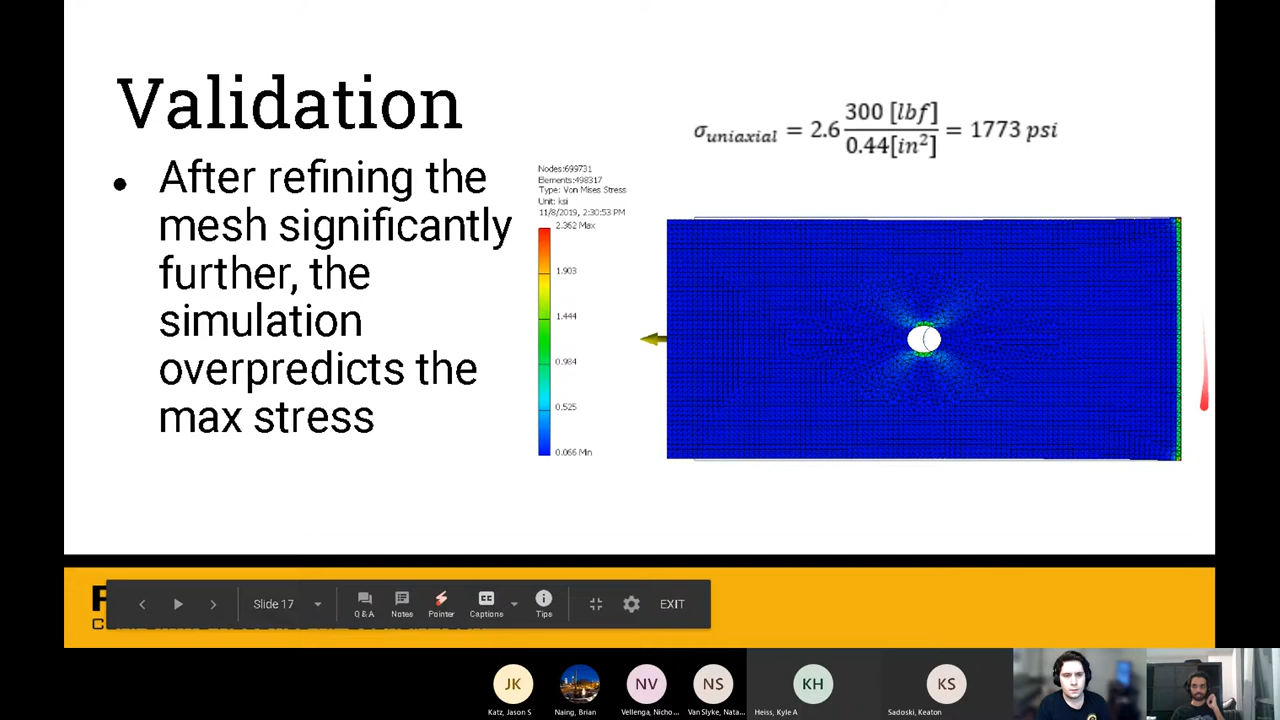 Validation
σuniaxial = 2.6 300 [lbf] / 0.44[in²] = 1773 psi
● After refining the
mesh significantly
further, the
simulation
overpredicts the
max stress
Nodes:699731
Elements:498317
Type: Von Mises Stress
Unit: ksi
11/8/2019, 2:30:53 PM
2.362 Max
1.903
1.444
0.984
0.525
0.066 Min
Slide 17
Q & A
Notes
Pointer
Captions
Tips
EXIT
JK
NV
NS
KH
KS
Katz, Jason S
Naing, Brian
Vellenga, Nicho...
Van Slyke, Nata...
Heiss, Kyle A
Sadoski, Keaton